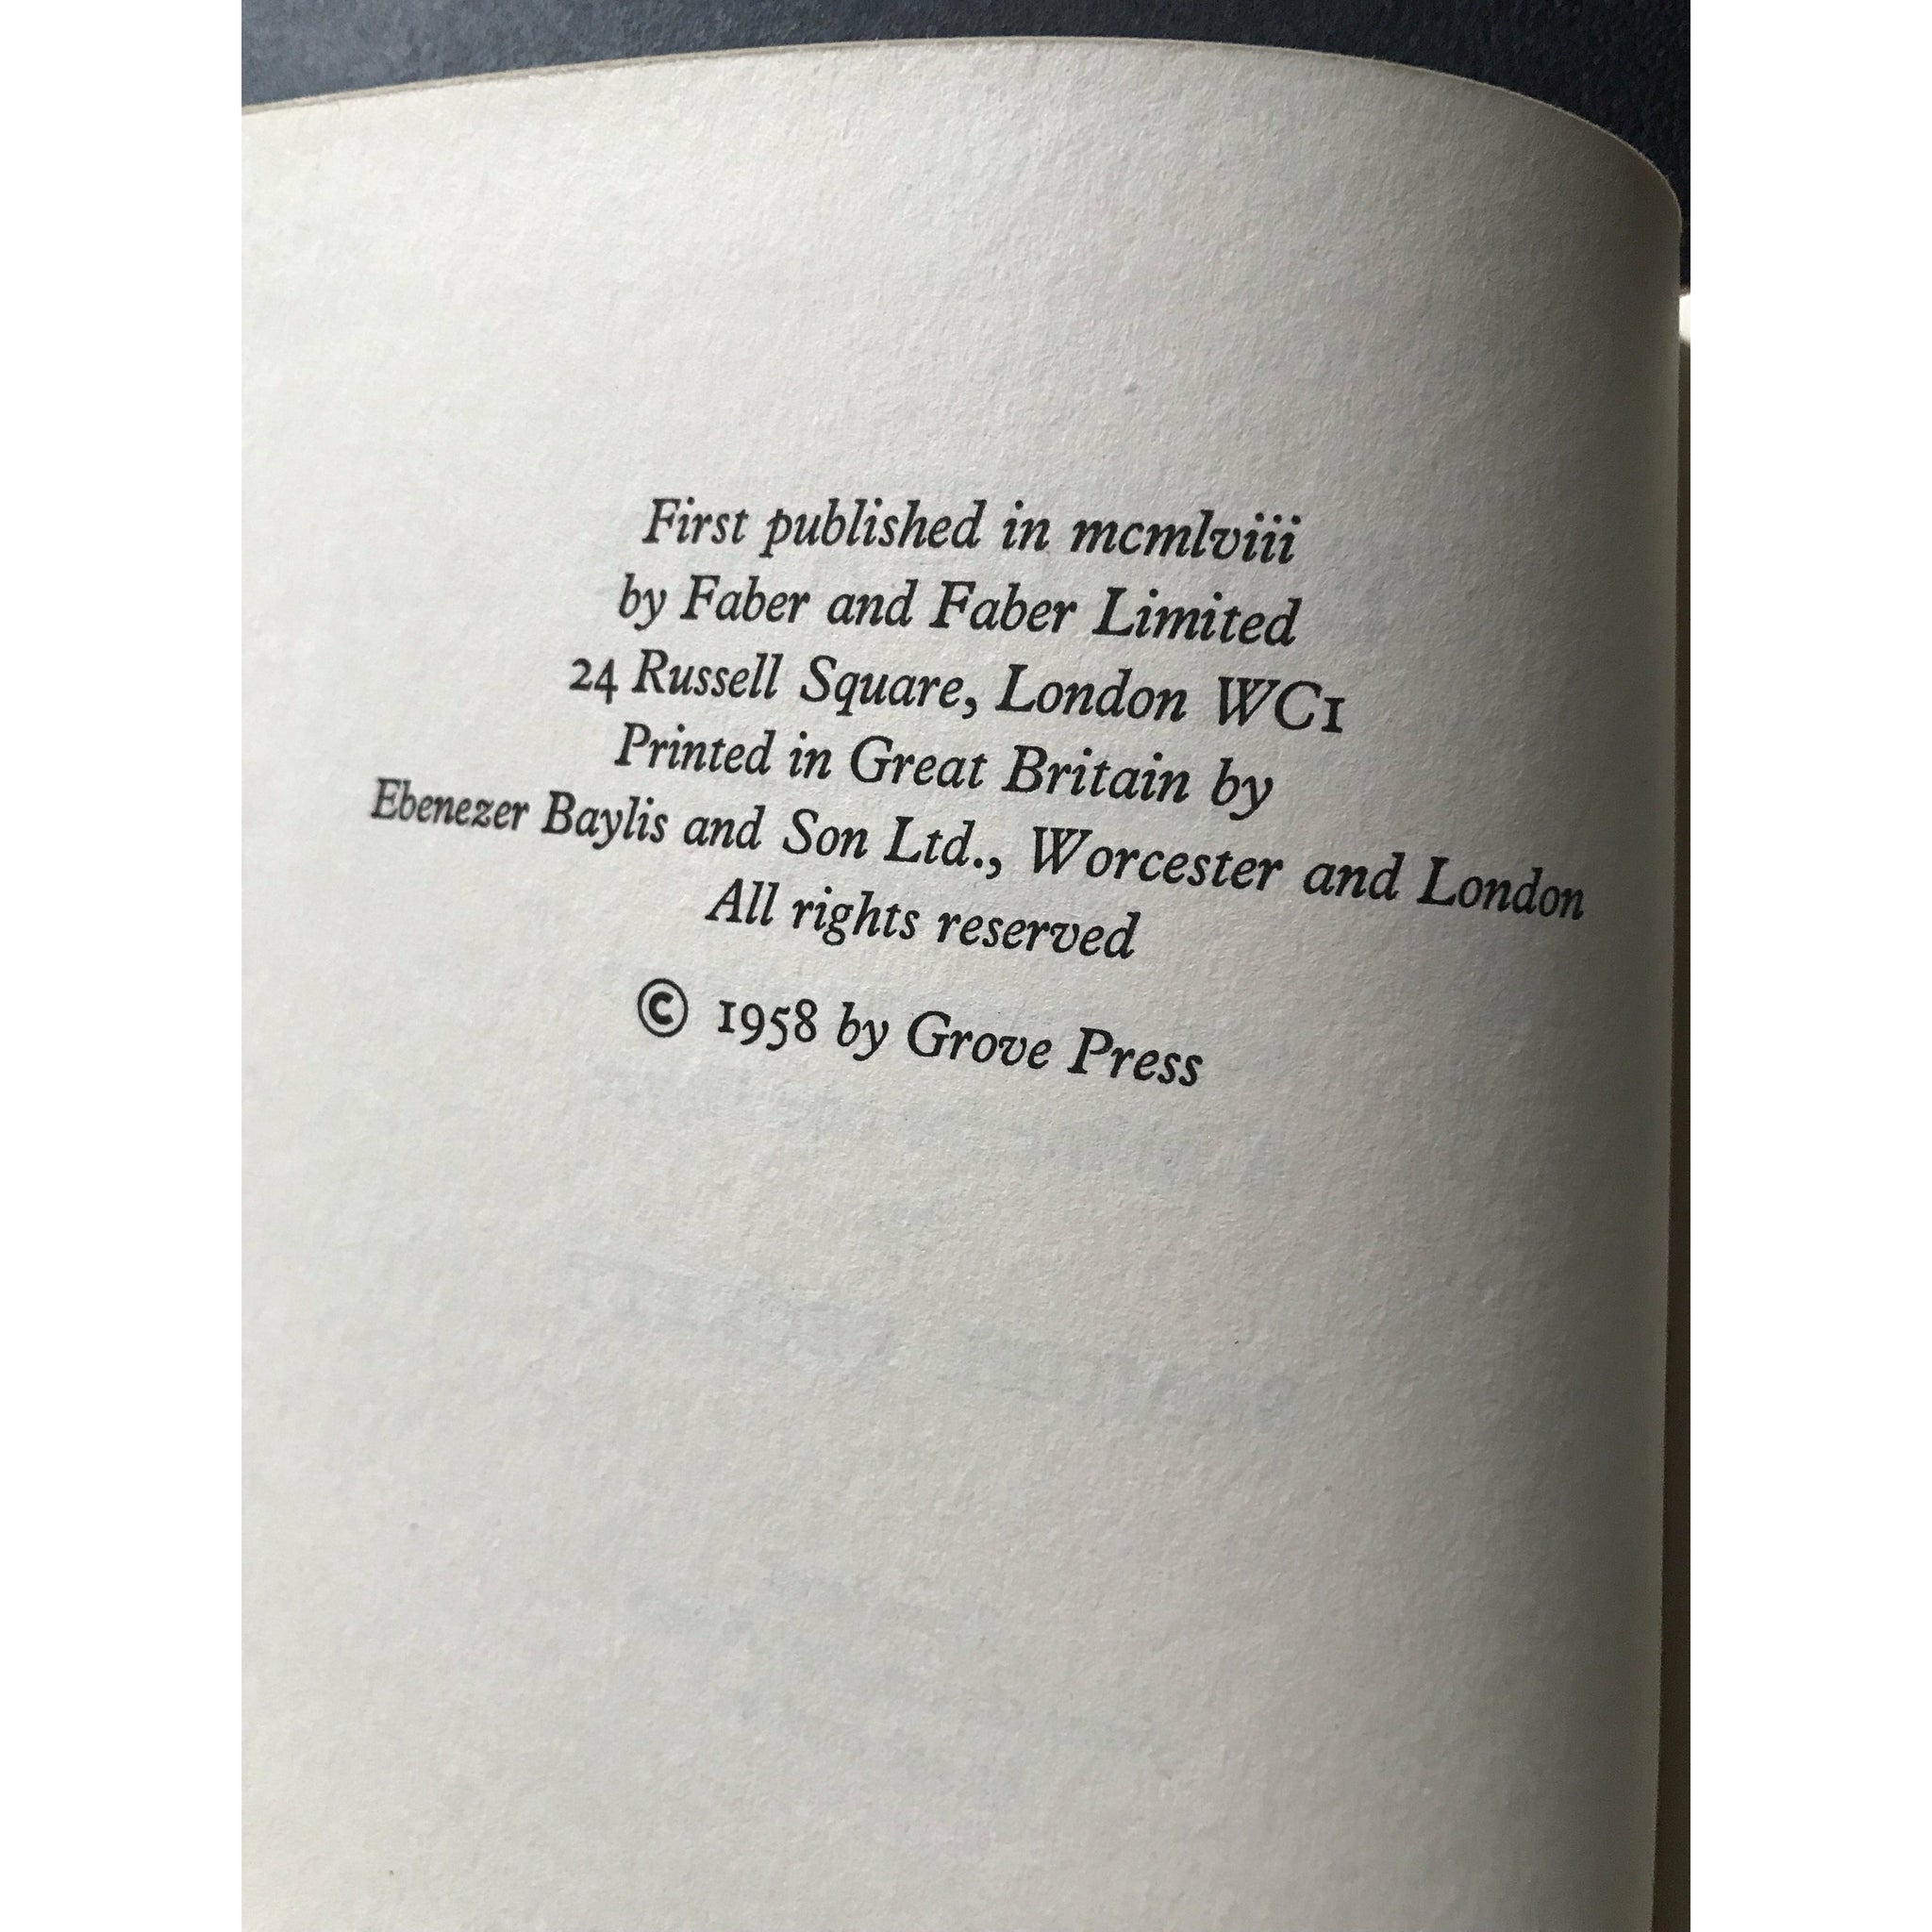 First published in mcmlviii
by Faber and Faber Limited
24 Russell Square, London WC1
Printed in Great Britain by
Ebenezer Baylis and Son Ltd., Worcester and London
All rights reserved
© 1958 by Grove Press